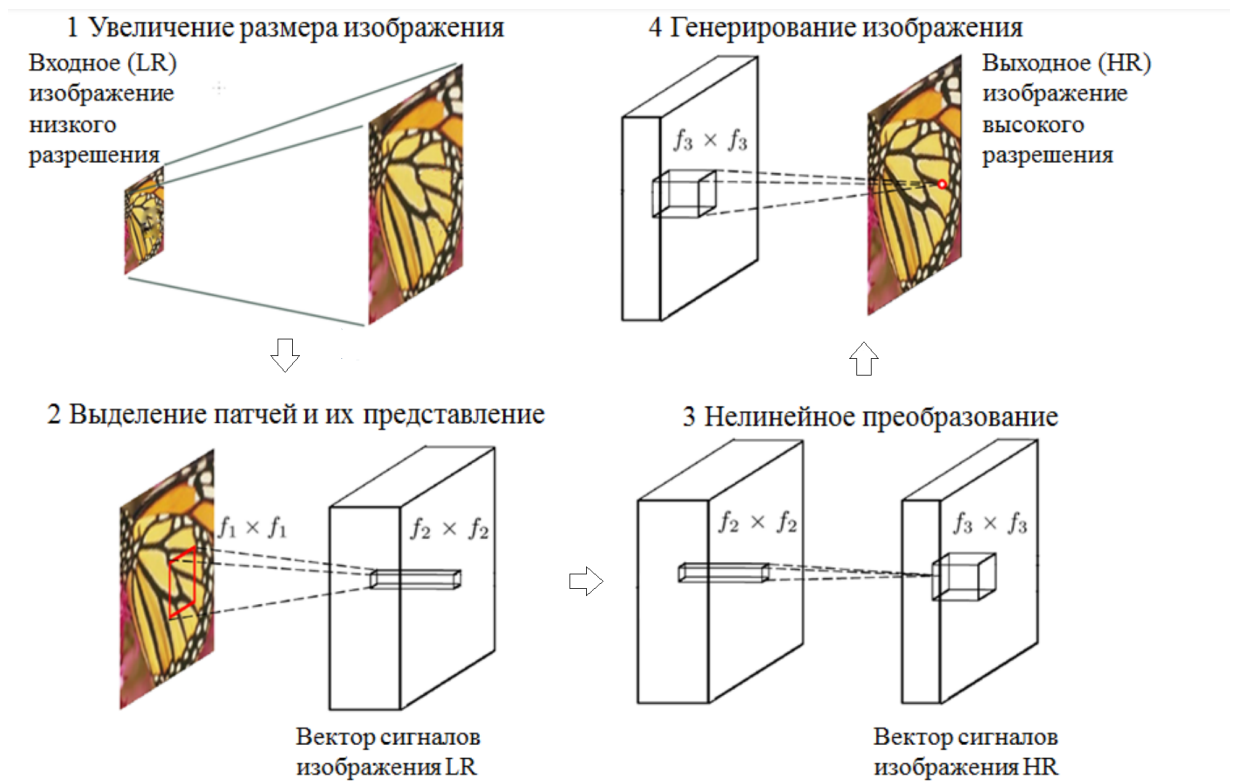 1 Увеличение размера изображения
Входное (LR)
изображение
низкого
разрешения
4 Генерирование изображения
f₃ × f₃
Выходное (HR)
изображение
высокого
разрешения
2 Выделение патчей и их представление
f₁ × f₁
f₂ × f₂
Вектор сигналов
изображения LR
3 Нелинейное преобразование
f₂ × f₂
f₃ × f₃
Вектор сигналов
изображения HR